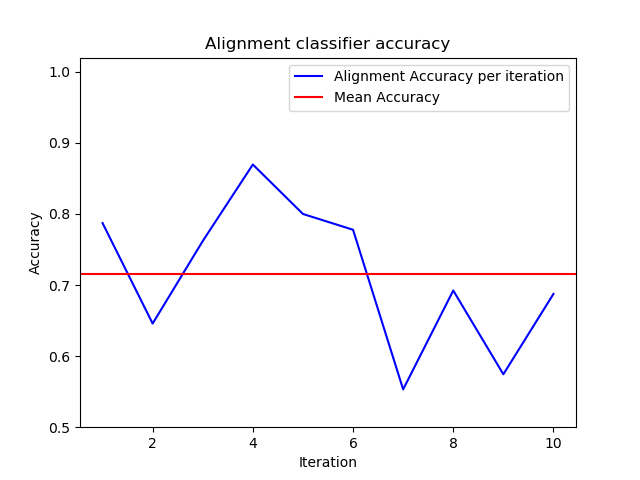 Alignment classifier accuracy
1.0
0.9
0.8
0.7
0.6
0.5
Accuracy
Alignment Accuracy per iteration
Mean Accuracy
2
4
6
8
10
Iteration